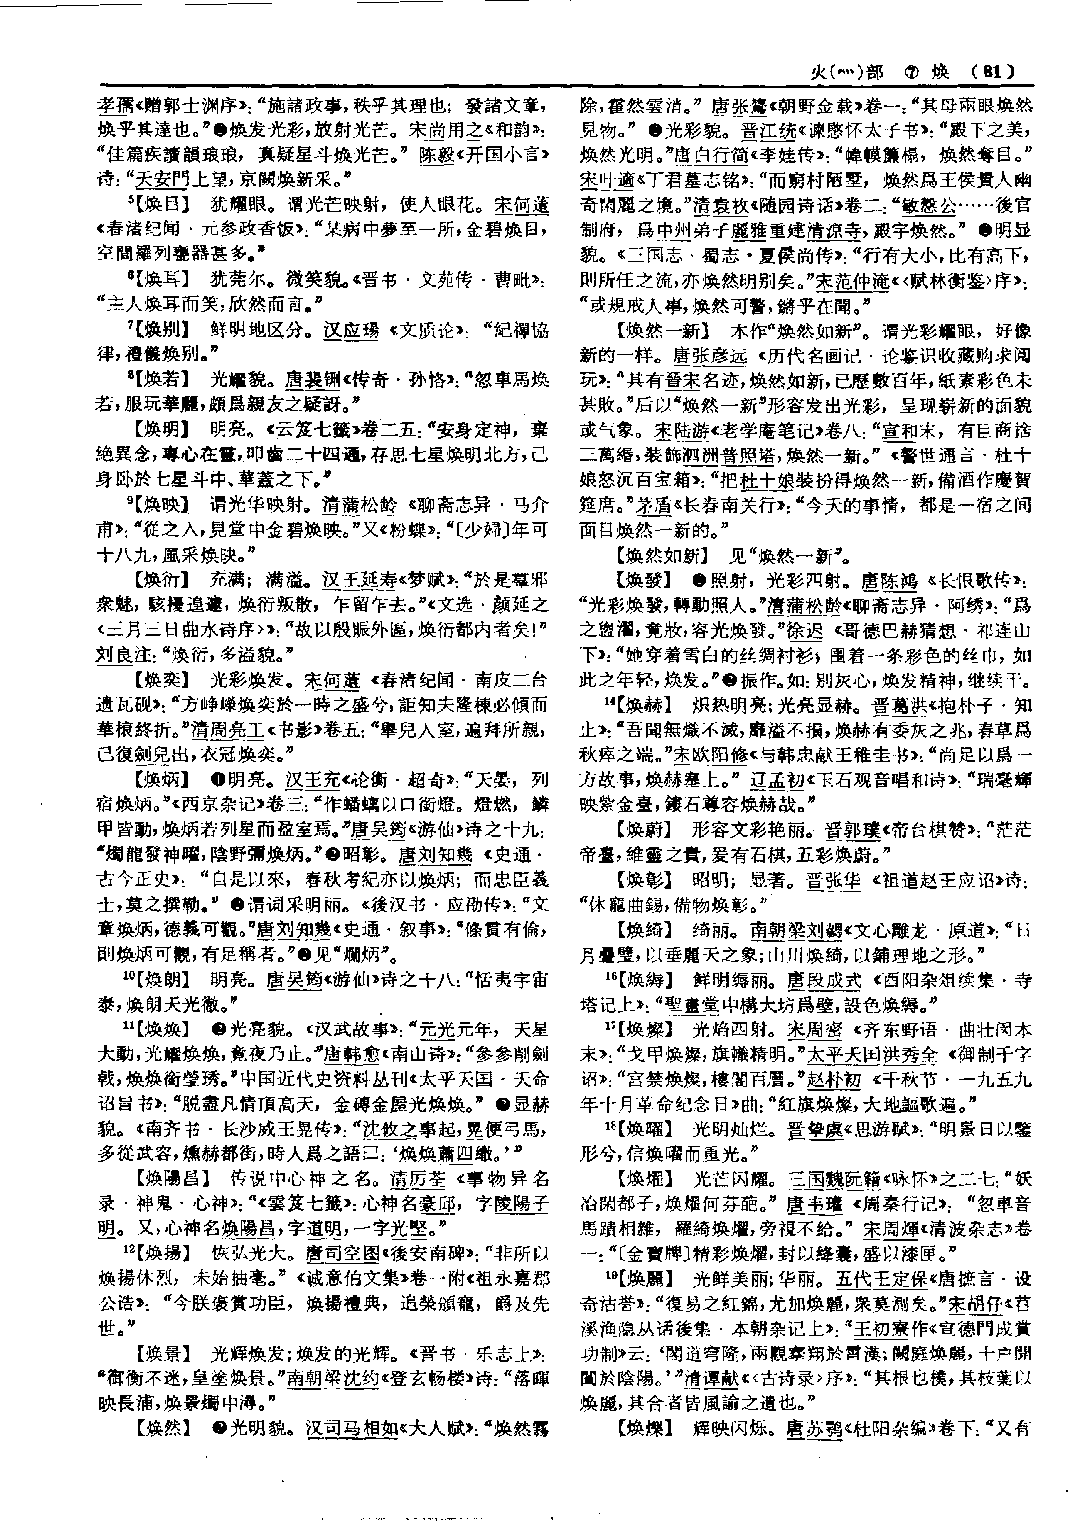 火(灬)部 ⑦ 焕 (81)
孝孺《贈郭士渊序》：“施諸政事，秩乎其理也；發諸文章，
焕乎其達也。”❷焕发光彩，放射光芒。宋尚用之《和韵》：
“佳篇疾讀韻琅琅，真疑星斗焕光芒。”陈毅《开国小言》
诗：“天安門上望，京闕焕新采。”
⁵【焕目】 犹耀眼。谓光芒映射，使人眼花。宋何薳
《春渚纪闻·元参政香饭》：“某病中夢至一所，金碧焕目，
空間羅列甕器甚多。”
⁶【焕耳】 犹莞尔。微笑貌。《晋书·文苑传·曹毗》：
“主人焕耳而笑，欣然而言。”
⁷【焕别】 鲜明地区分。汉应瑒《文质论》：“紀禪協
律，禮儀焕别。”
⁸【焕若】 光耀貌。唐裴铏《传奇·孙恪》：“忽車馬焕
若，服玩華麗，頗爲親友之疑訝。”
【焕明】 明亮。《云笈七籤》卷二五：“安身定神，棄
絶異念，專心在靈，叩齒二十四通，存思七星焕明北方，己
身卧於七星斗中、華蓋之下。”
⁹【焕映】 谓光华映射。清蒲松龄《聊斋志异·马介
甫》：“從之入，見堂中金碧焕映。”又《粉蝶》：“〔少婦〕年可
十八九，風采焕映。”
【焕衍】 充满；满溢。汉王延寿《梦赋》：“於是羣邪
衆魅，駭擾遑遽，焕衍叛散，乍留乍去。”《文选·颜延之
〈三月三日曲水诗序〉》：“故以殷賑外區，焕衍都内者矣！”
刘良注：“焕衍，多溢貌。”
【焕奕】 光彩焕发。宋何薳《春渚纪闻·南皮二台
遗瓦砚》：“方峥嶸焕奕於一時之盛兮，詎知夫隆棟必傾而
華榱終折。”清周亮工《书影》卷五：“舉兒入室，遍拜所親，
已復劍兒出，衣冠焕奕。”
【焕炳】 ❶明亮。汉王充《论衡·超奇》：“天晏，列
宿焕炳。”《西京杂记》卷三：“作蟠螭以口銜燈。燈燃，鱗
甲皆動，焕炳若列星而盈室焉。”唐吴筠《游仙》诗之十九：
“燭龍發神曜，陰野彌焕炳。”❷昭彰。唐刘知幾《史通·
古今正史》：“自是以來，春秋考紀亦以焕炳；而忠臣義
士，莫之撰勒。”❸谓词采明丽。《後汉书·应劭传》：“文
章焕炳，德義可觀。”唐刘知幾《史通·叙事》：“條貫有倫，
則焕炳可觀，有足稱者。”❹见“爛炳”。
¹⁰【焕朗】 明亮。唐吴筠《游仙》诗之十八：“恬夷宇宙
泰，焕朗天光徹。”
¹¹【焕焕】 ❶光亮貌。《汉武故事》：“元光元年，天星
大動，光耀焕焕，竟夜乃止。”唐韩愈《南山诗》：“參參削劍
戟，焕焕銜瑩琇。”中国近代史资料丛刊《太平天国·天命
诏旨书》：“脱盡凡情頂高天，金磚金屋光焕焕。”❷显赫
貌。《南齐书·长沙威王晃传》：“沈攸之事起，晃便弓馬，
多從武容，燻赫都街，時人爲之語曰：‘焕焕蕭四繖。’”
【焕陽昌】 传说中心神之名。清厉荃《事物异名
录·神鬼·心神》：“《雲笈七籤》：心神名豪邱，字陵陽子
明。又，心神名焕陽昌，字道明，一字光堅。”
¹²【焕揚】 恢弘光大。唐司空图《後安南碑》：“非所以
焕揚休烈，未始抽毫。”《诚意伯文集》卷一附《祖永嘉郡
公诰》：“今朕褒賞功臣，焕揚禮典，追榮頒寵，爵及先
世。”
【焕景】 光辉焕发；焕发的光辉。《晋书·乐志上》：
“御衡不迷，皇塗焕景。”南朝梁沈约《登玄畅楼》诗：“落暉
映長浦，焕景燭中潯。”
【焕然】 ❶光明貌。汉司马相如《大人赋》：“焕然霧
除，霍然雲消。”唐张鷟《朝野金载》卷一：“其母兩眼焕然
見物。”❷光彩貌。晋江统《谏愍怀太子书》：“殿下之美，
焕然光明。”唐白行简《李娃传》：“幃幙簾榻，焕然奪目。”
宋叶適《丁君墓志铭》：“而窮村陋墅，焕然爲王侯貴人幽
奇閎麗之境。”清袁枚《随园诗话》卷二：“敏慤公……後官
制府，爲中州弟子麗雅重建清凉寺，殿宇焕然。”❸明显
貌。《三国志·蜀志·夏侯尚传》：“行有大小，比有高下，
則所任之流，亦焕然明别矣。”宋范仲淹《〈赋林衡鉴〉序》：
“或規戒人事，焕然可警，鏘乎在聞。”
【焕然一新】 本作“焕然如新”。谓光彩耀眼，好像
新的一样。唐张彦远《历代名画记·论鉴识收藏购求阅
玩》：“其有晉宋名迹，焕然如新，已歷數百年，紙素彩色未
甚敗。”后以“焕然一新”形容发出光彩，呈现崭新的面貌
或气象。宋陆游《老学庵笔记》卷八：“宣和末，有巨商捨
三萬緡，裝飾泗洲普照塔，焕然一新。”《警世通言·杜十
娘怒沉百宝箱》：“把杜十娘裝扮得焕然一新，備酒作慶賀
筵席。”茅盾《长春南关行》：“今天的事情，都是一宿之间
面目焕然一新的。”
【焕然如新】 见“焕然一新”。
【焕發】 ❶照射，光彩四射。唐陈鸿《长恨歌传》：
“光彩焕發，轉動照人。”清蒲松龄《聊斋志异·阿绣》：“爲
之盥濯，竟妝，容光焕發。”徐迟《哥德巴赫猜想·祁连山
下》：“她穿着雪白的丝绸衬衫，围着一条彩色的丝巾，如
此之年轻，焕发。”❷振作。如：别灰心，焕发精神，继续干。
¹⁴【焕赫】 炽热明亮；光亮显赫。晋葛洪《抱朴子·知
止》：“吾聞無熾不滅，靡溢不損，焕赫有委灰之兆，春草爲
秋瘁之端。”宋欧阳修《与韩忠献王稚圭书》：“尚足以爲一
方故事，焕赫塞上。”辽孟初《玉石观音唱和诗》：“瑞毫輝
映紫金臺，鏤石尊容焕赫哉。”
【焕蔚】 形容文彩艳丽。晋郭璞《帝台棋赞》：“茫茫
帝臺，維靈之貴，爰有石棋，五彩焕蔚。”
【焕彰】 昭明；显著。晋张华《祖道赵王应诏》诗：
“休寵曲錫，備物焕彰。”
【焕綺】 绮丽。南朝梁刘勰《文心雕龙·原道》：“日
月疊璧，以垂麗天之象；山川焕綺，以鋪理地之形。”
¹⁶【焕縟】 鲜明缛丽。唐段成式《酉阳杂俎续集·寺
塔记上》：“聖畫堂中構大坊爲壁，設色焕縟。”
¹⁷【焕燦】 光焰四射。宋周密《齐东野语·曲壮闵本
末》：“戈甲焕燦，旗幟精明。”太平天囯洪秀全《御制千字
诏》：“宫禁焕燦，樓閣百層。”赵朴初《千秋节·一九五九
年十月革命纪念日》曲：“紅旗焕燦，大地謳歌遍。”
¹⁸【焕曜】 光明灿烂。晋挚虞《思游赋》：“明景日以鑒
形兮，信焕曜而重光。”
【焕燿】 光芒闪耀。三国魏阮籍《咏怀》之二七：“妖
冶閑都子，焕燿何芬葩。”唐韦瓘《周秦行记》：“忽車音
馬蹟相雜，羅綺焕燿，旁視不給。”宋周煇《清波杂志》卷
一：“〔金寶牌〕精彩焕燿，封以絳囊，盛以漆匣。”
¹⁹【焕麗】 光鲜美丽；华丽。五代王定保《唐摭言·设
奇沽誉》：“復易之紅錦，尤加焕麗，衆莫測矣。”宋胡仔《苕
溪渔隐丛话後集·本朝杂记上》：“王初寮作《宣德門成賞
功制》云：‘閣道穹隆，兩觀摩翔於霄漢；闕庭焕麗，十户開
闔於陰陽。’”清谭献《〈古诗录〉序》：“其根也樸，其枝葉以
焕麗，其合者皆風諭之遺也。”
【焕爍】 辉映闪烁。唐苏鹗《杜阳杂编》卷下：“又有